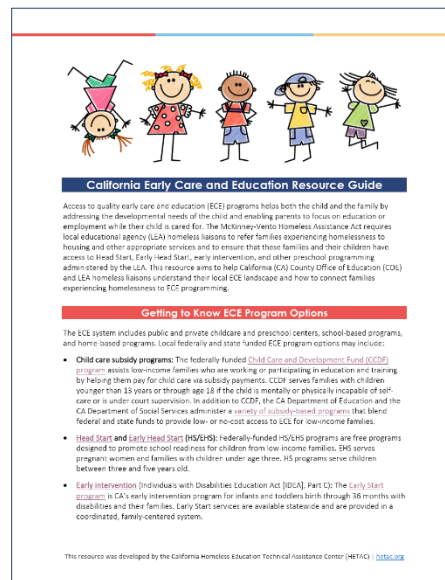 California Early Care and Education Resource Guide
Access to quality early care and education (ECE) programs helps both the child and the family by
addressing the developmental needs of the child and enabling parents to focus on education or
employment while their child is cared for. The McKinney-Vento Homeless Assistance Act requires
local educational agency (LEA) homeless liaisons to refer families experiencing homelessness to
housing and other appropriate services and to ensure that these families and their children have
access to Head Start, Early Head Start, early intervention, and other preschool programming
administered by the LEA. This resource aims to help California (CA) County Office of Education (COE)
and LEA homeless liaisons understand their local ECE landscape and how to connect families
experiencing homelessness to ECE programming.
Getting to Know ECE Program Options
The ECE system includes public and private childcare and preschool centers, school-based programs,
and home-based programs. Local federally and state funded ECE program options may include:
• Child care subsidy programs: The federally-funded Child Care and Development Fund (CCDF)
program assists low-income families who are working or participating in education and training
by helping them pay for child care via subsidy payments. CCDF serves families with children
younger than 13 years or through age 18 if the child is mentally or physically incapable of self-
care or is under court supervision. In addition to CCDF, the CA Department of Education and the
CA Department of Social Services administer a variety of subsidy-based programs that blend
federal and state funds to provide low- or no-cost access to ECE for low-income families.
• Head Start and Early Head Start (HS/EHS): Federally-funded HS/EHS programs are free programs
designed to promote school readiness for children from low-income families. EHS serves
pregnant women and families with children under age three. HS programs serve children
between three and five years old.
• Early intervention (Individuals with Disabilities Education Act [IDEA], Part C): The Early Start
program is CA's early intervention program for infants and toddlers birth through 36 months with
disabilities and their families. Early Start services are available statewide and are provided in a
coordinated, family-centered system.
This resource was developed by the California Homeless Education Technical Assistance Center (HETAC) | hetac.org